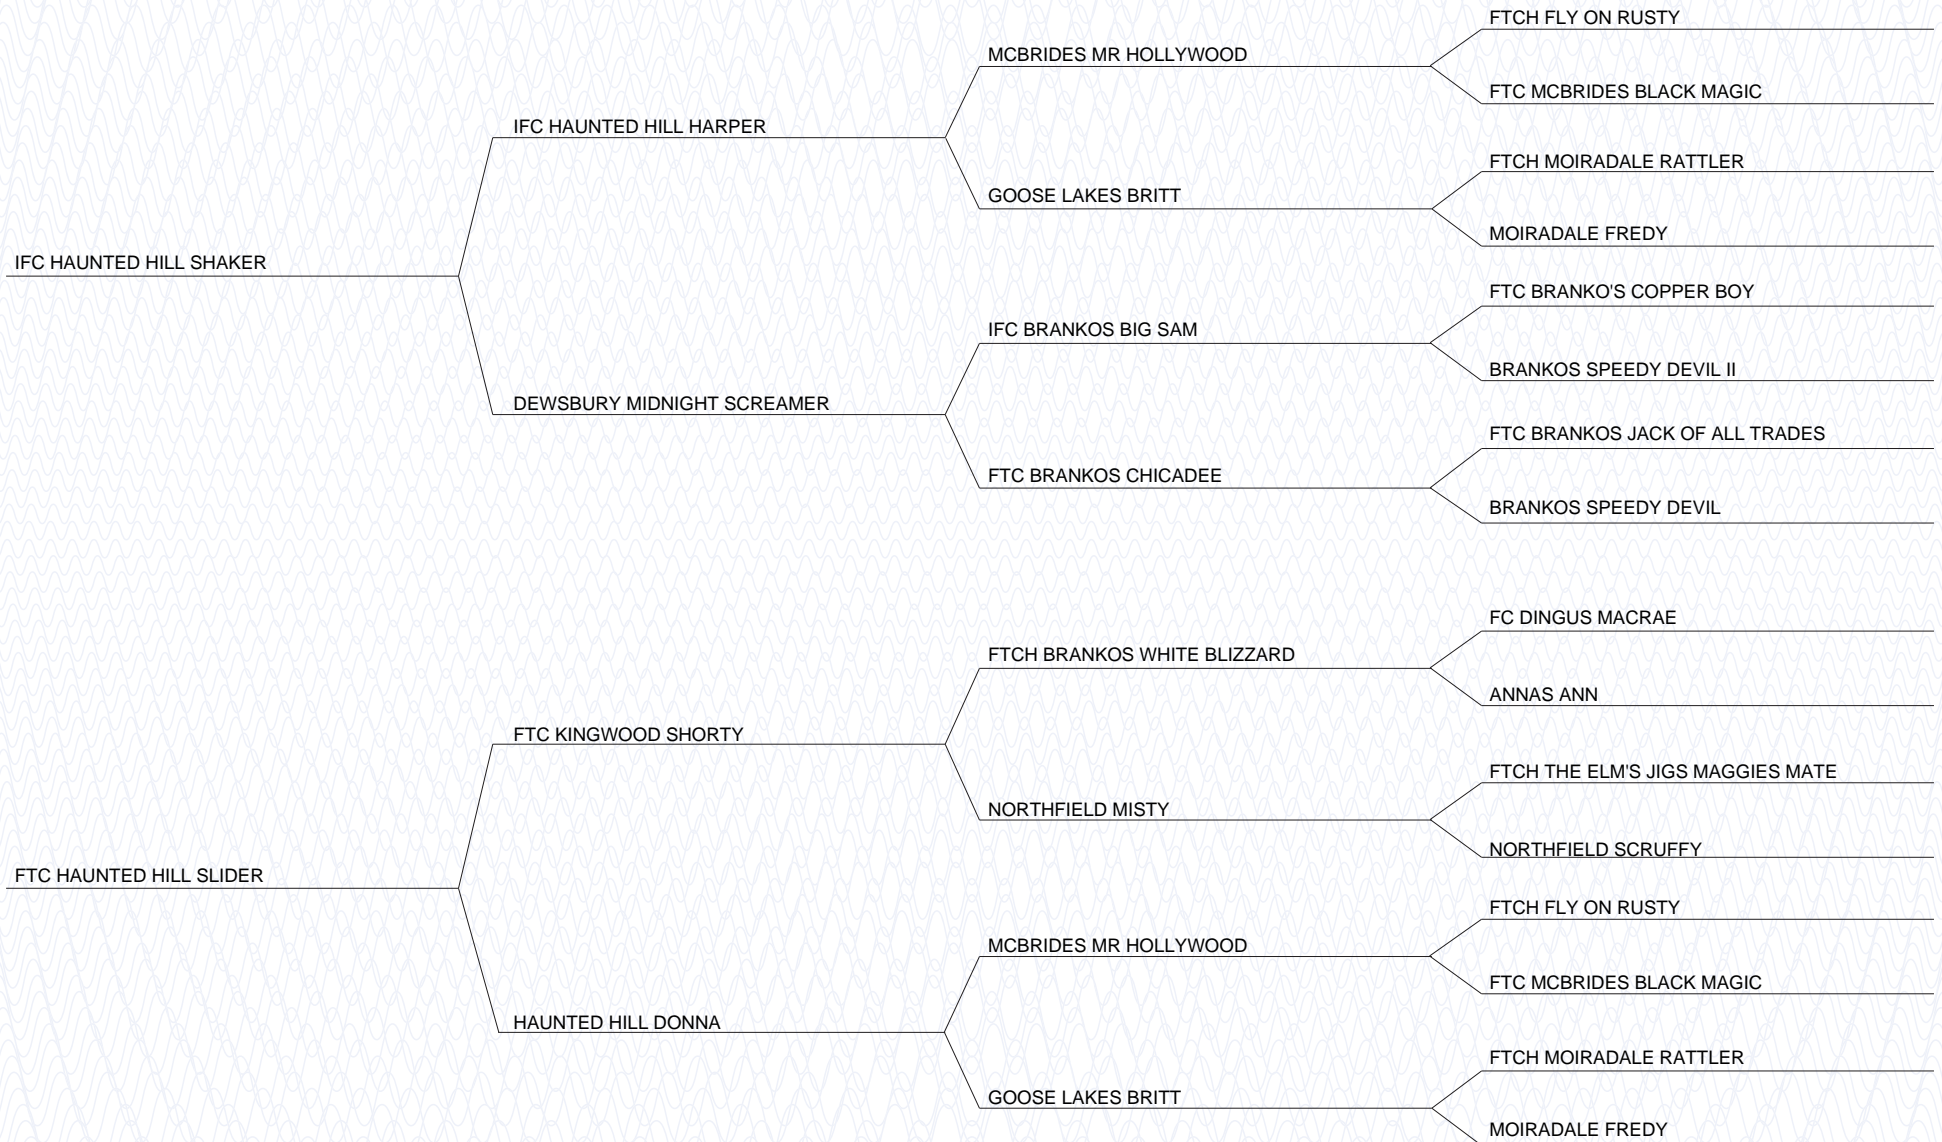 FTCH FLY ON RUSTY
MCBRIDES MR HOLLYWOOD
FTC MCBRIDES BLACK MAGIC
IFC HAUNTED HILL HARPER
FTCH MOIRADALE RATTLER
GOOSE LAKES BRITT
MOIRADALE FREDY
IFC HAUNTED HILL SHAKER
FTC BRANKO'S COPPER BOY
IFC BRANKOS BIG SAM
BRANKOS SPEEDY DEVIL II
DEWSBURY MIDNIGHT SCREAMER
FTC BRANKOS JACK OF ALL TRADES
FTC BRANKOS CHICADEE
BRANKOS SPEEDY DEVIL
FC DINGUS MACRAE
FTCH BRANKOS WHITE BLIZZARD
ANNAS ANN
FTC KINGWOOD SHORTY
FTCH THE ELM'S JIGS MAGGIES MATE
NORTHFIELD MISTY
NORTHFIELD SCRUFFY
FTC HAUNTED HILL SLIDER
FTCH FLY ON RUSTY
MCBRIDES MR HOLLYWOOD
FTC MCBRIDES BLACK MAGIC
HAUNTED HILL DONNA
FTCH MOIRADALE RATTLER
GOOSE LAKES BRITT
MOIRADALE FREDY